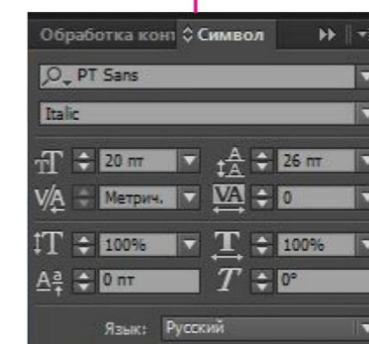 Обработка конт Символ
PT Sans
Italic
20 пт 26 пт
Метрич. 0
100% 100%
0 пт 0°
Язык: Русский